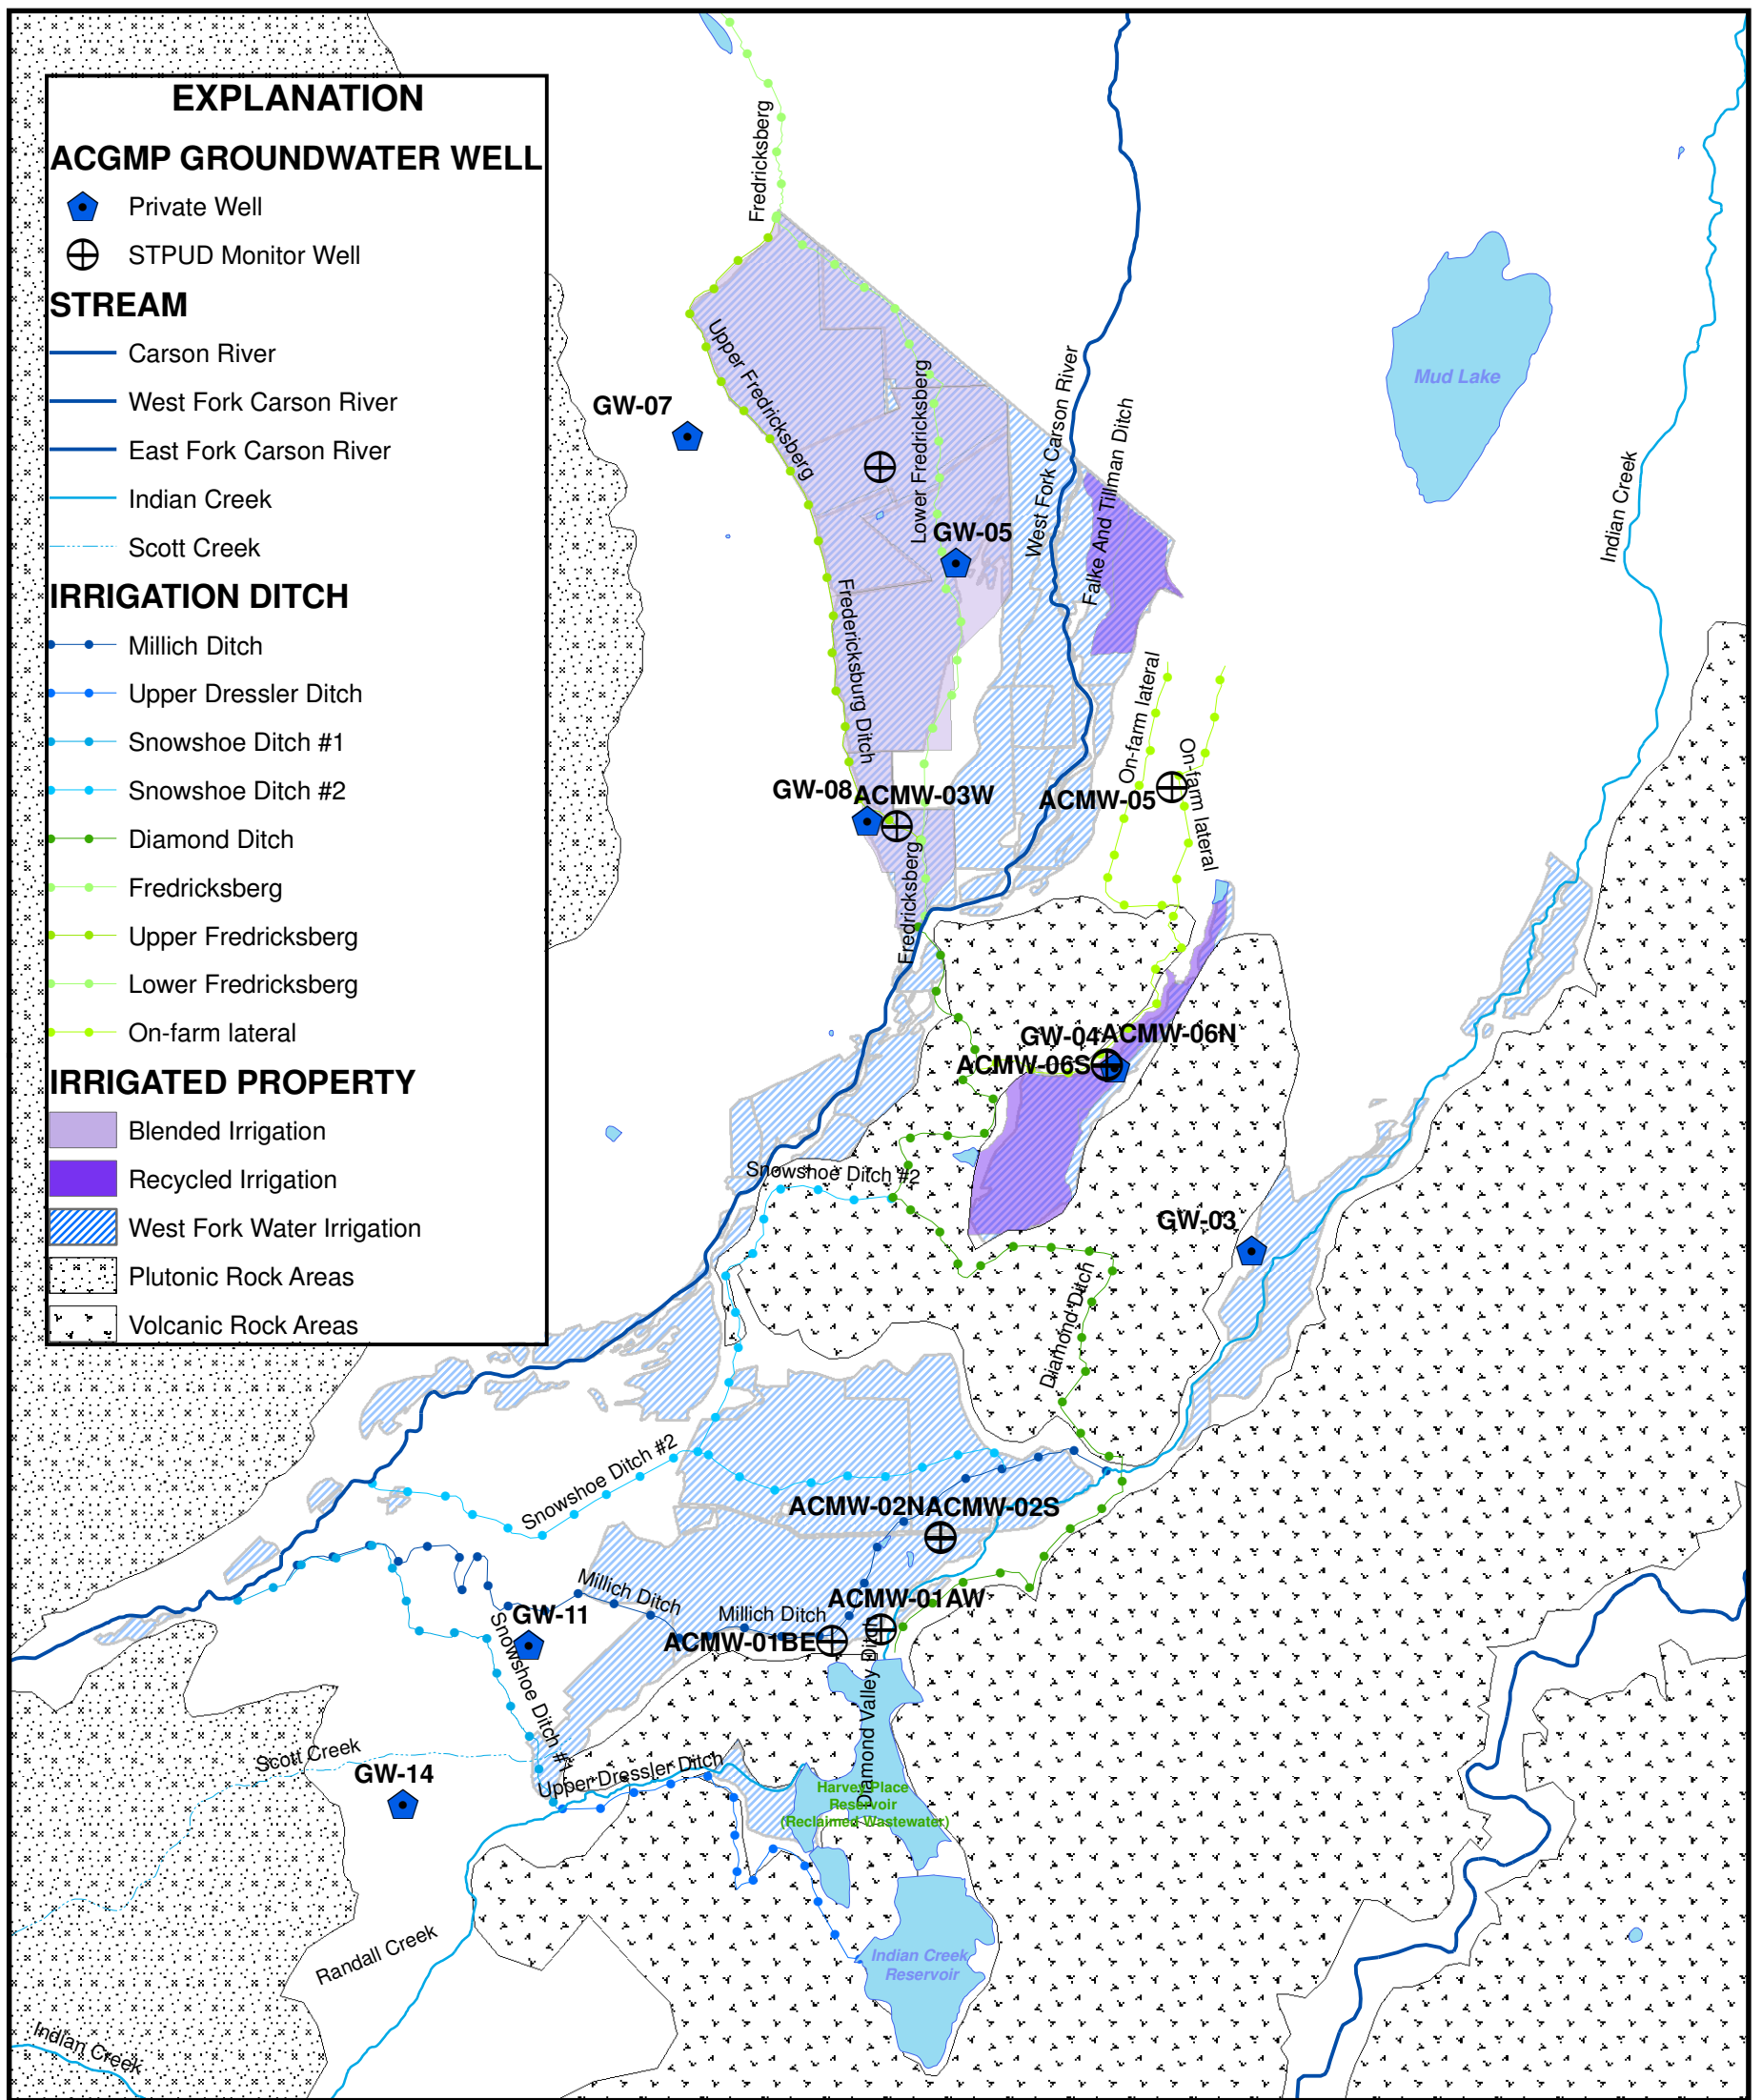 EXPLANATION
ACGMP GROUNDWATER WELL
Private Well
STPUD Monitor Well
STREAM
Carson River
West Fork Carson River
East Fork Carson River
Indian Creek
Scott Creek
IRRIGATION DITCH
Millich Ditch
Upper Dressler Ditch
Snowshoe Ditch #1
Snowshoe Ditch #2
Diamond Ditch
Fredricksberg
Upper Fredricksberg
Lower Fredricksberg
On-farm lateral
IRRIGATED PROPERTY
Blended Irrigation
Recycled Irrigation
West Fork Water Irrigation
Plutonic Rock Areas
Volcanic Rock Areas
Fredricksberg
Upper Fredricksberg
Lower Fredricksberg
West Fork Carson River
Falke And Tillman Ditch
Mud Lake
Indian Creek
GW-07
GW-05
Fredericksburg Ditch
On-farm lateral
On-farm lateral
GW-08
ACMW-03W
ACMW-05
Fredricksberg
GW-04
ACMW-06N
ACMW-06S
Snowshoe Ditch #2
GW-03
Diamond Ditch
Snowshoe Ditch #2
ACMW-02N
ACMW-02S
Millich Ditch
ACMW-01AW
GW-11
Millich Ditch
ACMW-01BE
Snowshoe Ditch #1
Diamond Valley Ditch
Scott Creek
GW-14
Upper Dressler Ditch
Harvey Place
Reservoir
(Reclaimed Wastewater)
Randall Creek
Indian Creek
Reservoir
Indian Creek